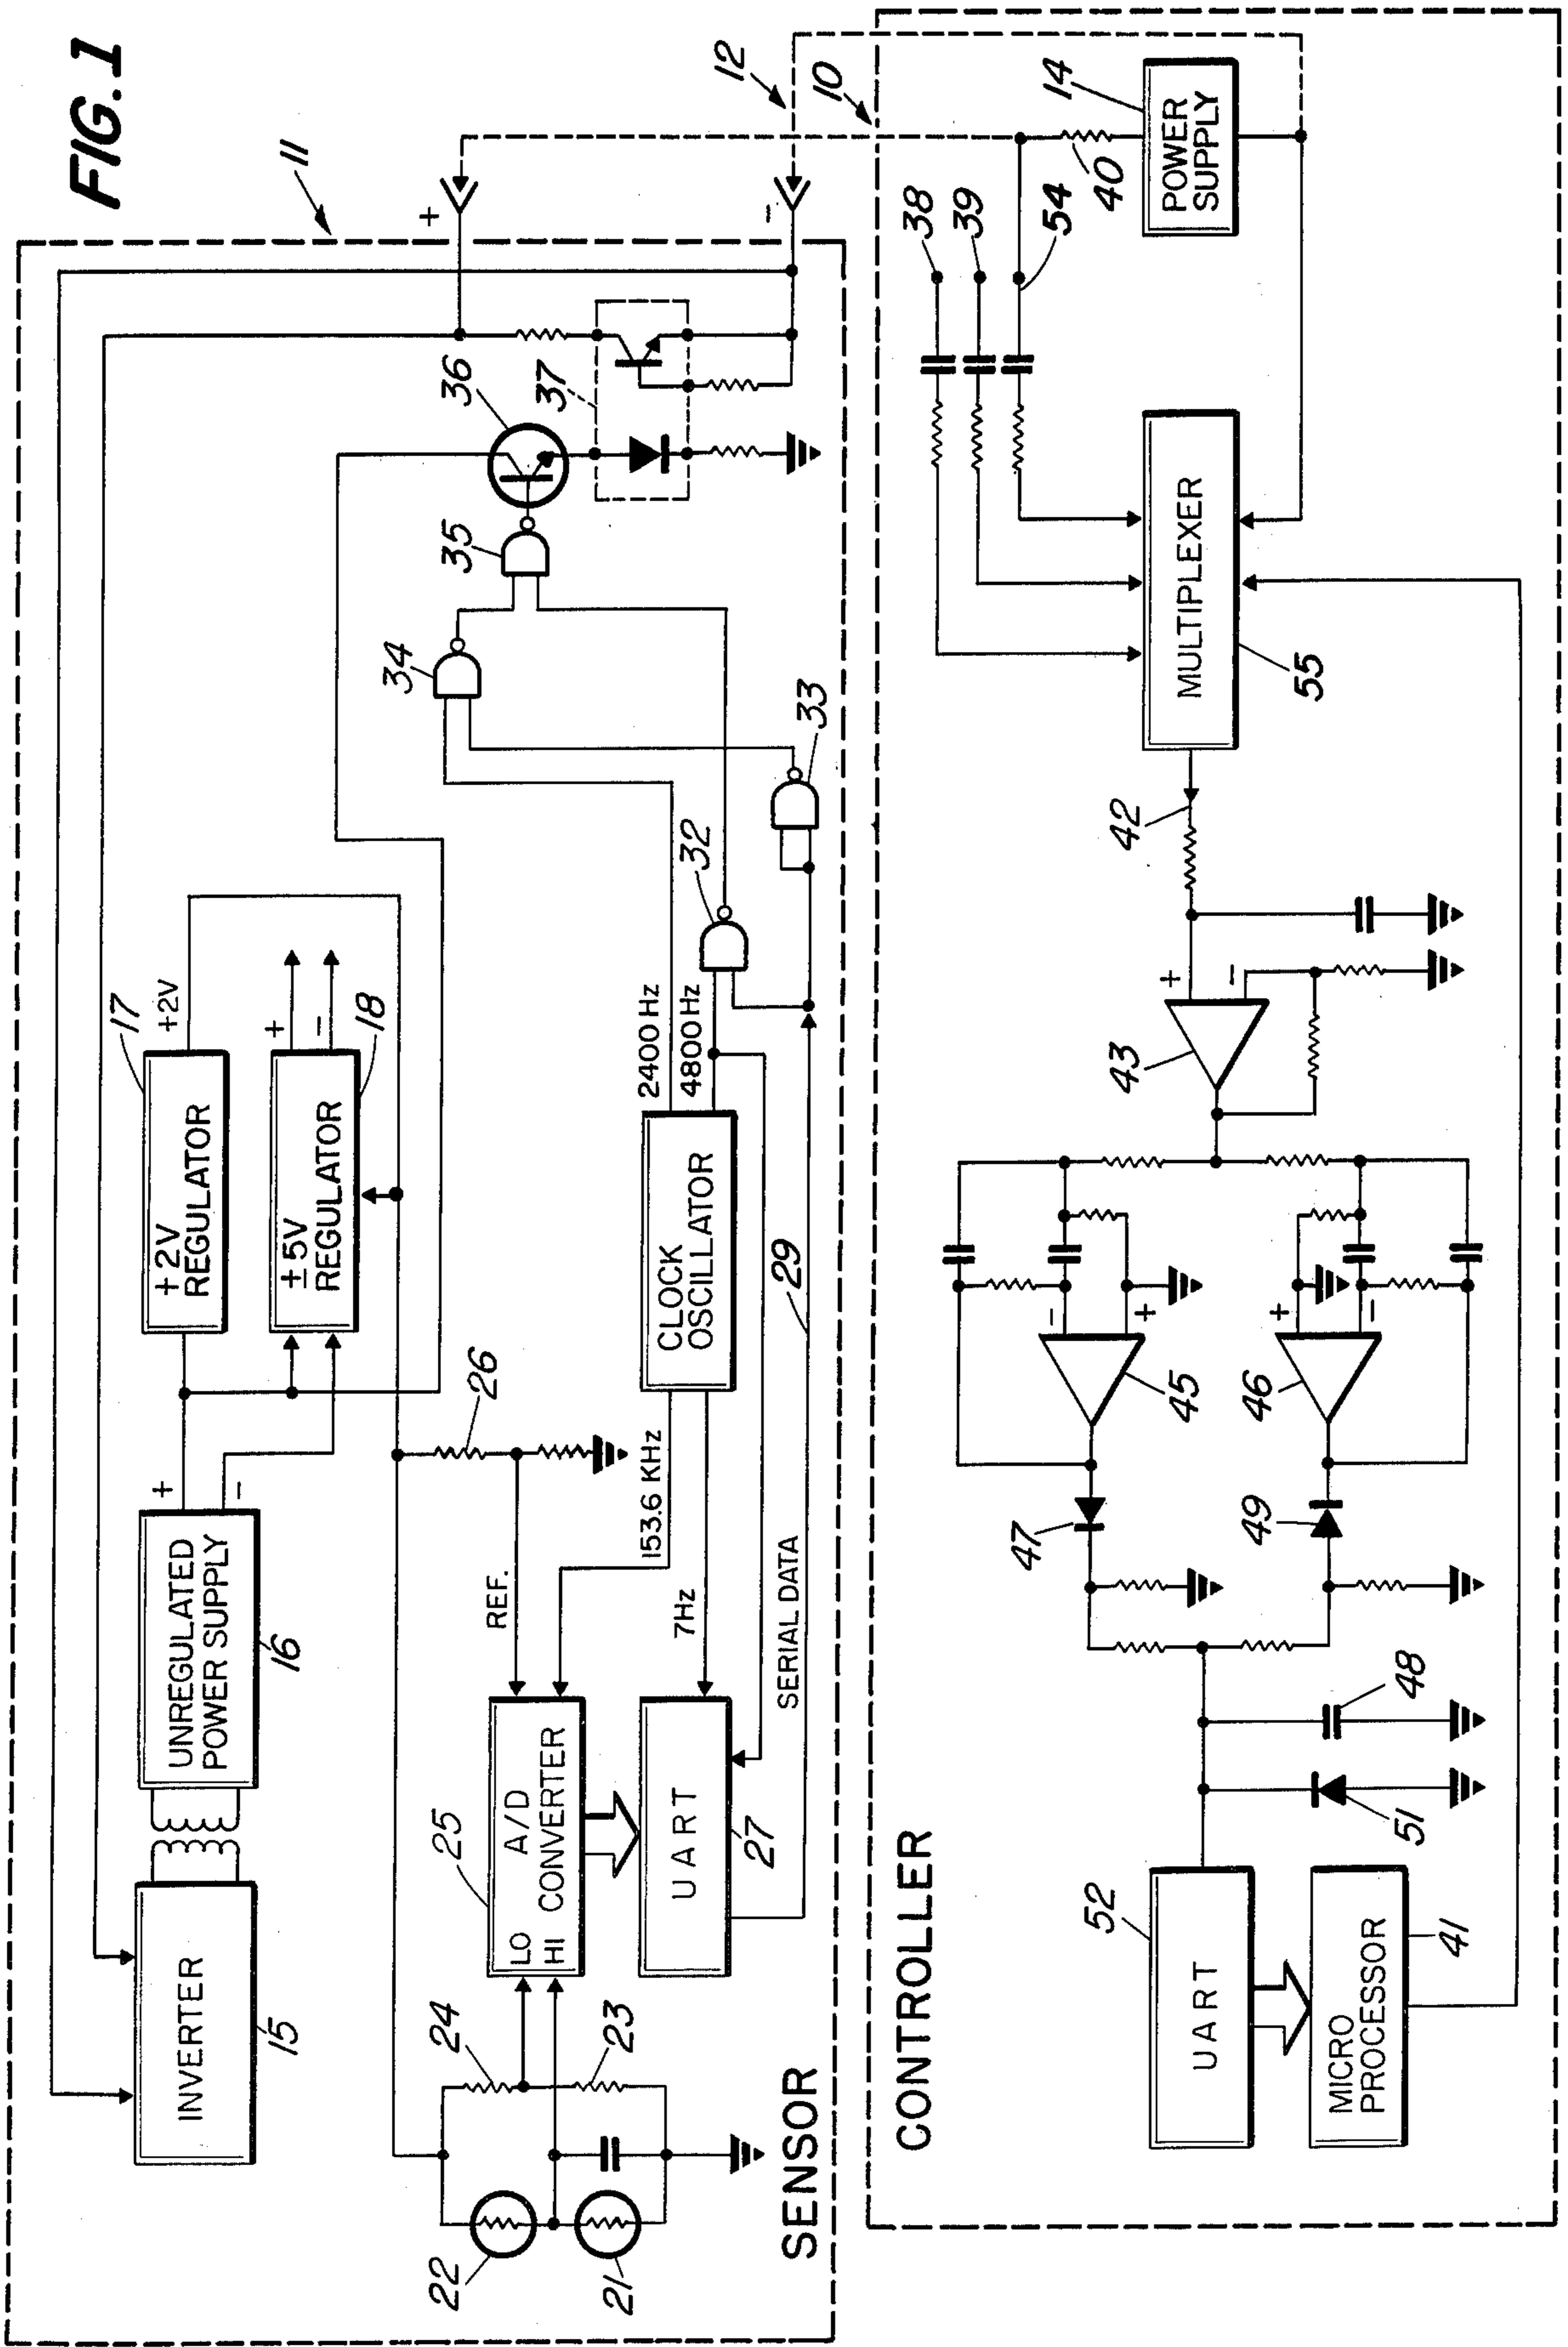 FIG. 1
11
12
10
+
−
INVERTER
15
UNREGULATED
POWER SUPPLY
16
+
−
+2V
REGULATOR
17
+2V
±5V
REGULATOR
18
+
−
22
21
24
23
LO
HI
A/D
CONVERTER
25
REF.
26
153.6 KHz
7Hz
CLOCK
OSCILLATOR
2400 Hz
4800 Hz
UART
27
SERIAL DATA
29
32
33
34
35
36
37
SENSOR
CONTROLLER
38
39
54
40
14
POWER
SUPPLY
MULTIPLEXER
55
42
43
+
−
45
−
+
46
+
−
47
49
48
51
52
UART
MICRO
PROCESSOR
41